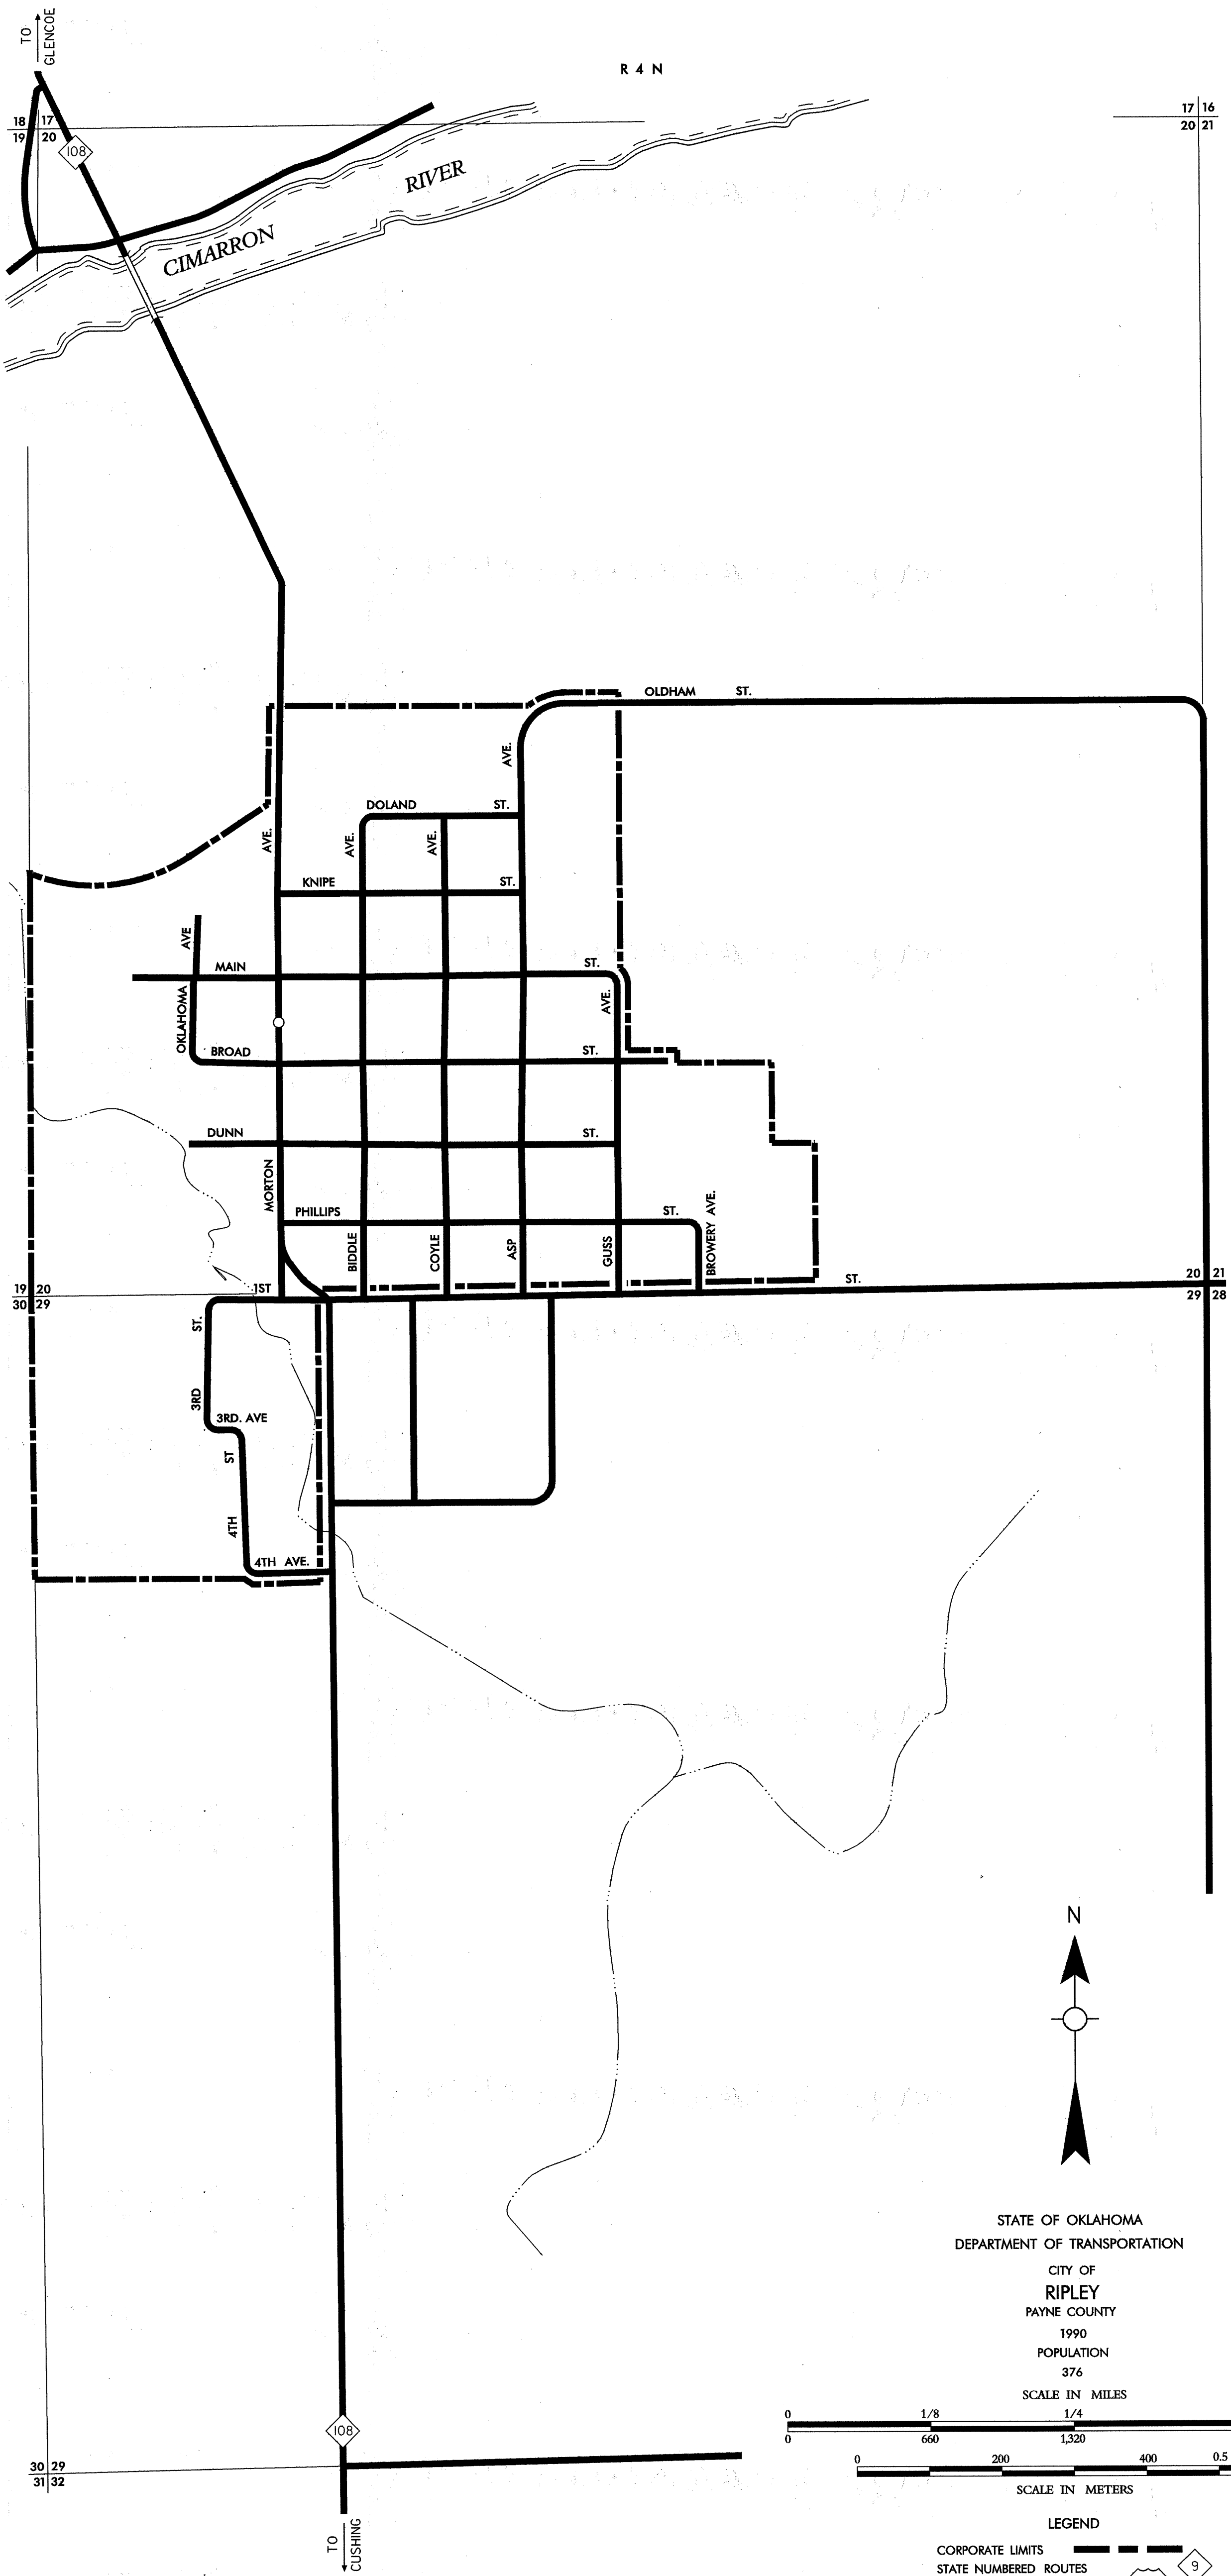 TO
GLENCOE
R 4 N
18 17
19 20
17 16
20 21
108
CIMARRON RIVER
OLDHAM ST.
AVE.
DOLAND ST.
AVE.
AVE.
AVE.
KNIPE ST.
AVE
OKLAHOMA
MAIN ST.
AVE.
BROAD ST.
DUNN ST.
MORTON
PHILLIPS ST.
BIDDLE
COYLE
ASP
GUSS
BROWERY AVE.
19 20
30 29
1ST ST.
20 21
29 28
ST.
3RD
3RD. AVE
ST
4TH
4TH AVE.
N
STATE OF OKLAHOMA
DEPARTMENT OF TRANSPORTATION
CITY OF
RIPLEY
PAYNE COUNTY
1990
POPULATION
376
SCALE IN MILES
0 1/8 1/4
0 660 1,320
0 200 400 0.5
SCALE IN METERS
108
30 29
31 32
TO
CUSHING
LEGEND
CORPORATE LIMITS
STATE NUMBERED ROUTES
9